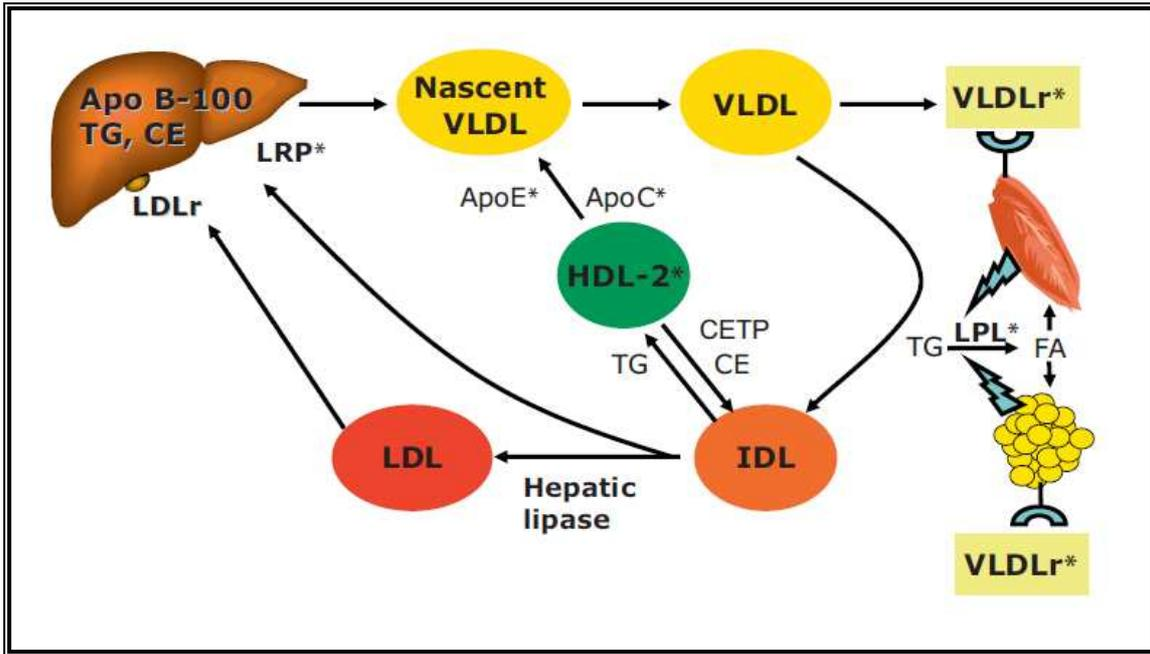 Apo B-100
TG, CE
LRP*
LDLr
Nascent
VLDL
VLDL
VLDLr*
ApoE*
ApoC*
HDL-2*
CETP
CE
TG
TG
LPL*
FA
LDL
Hepatic
lipase
IDL
VLDLr*